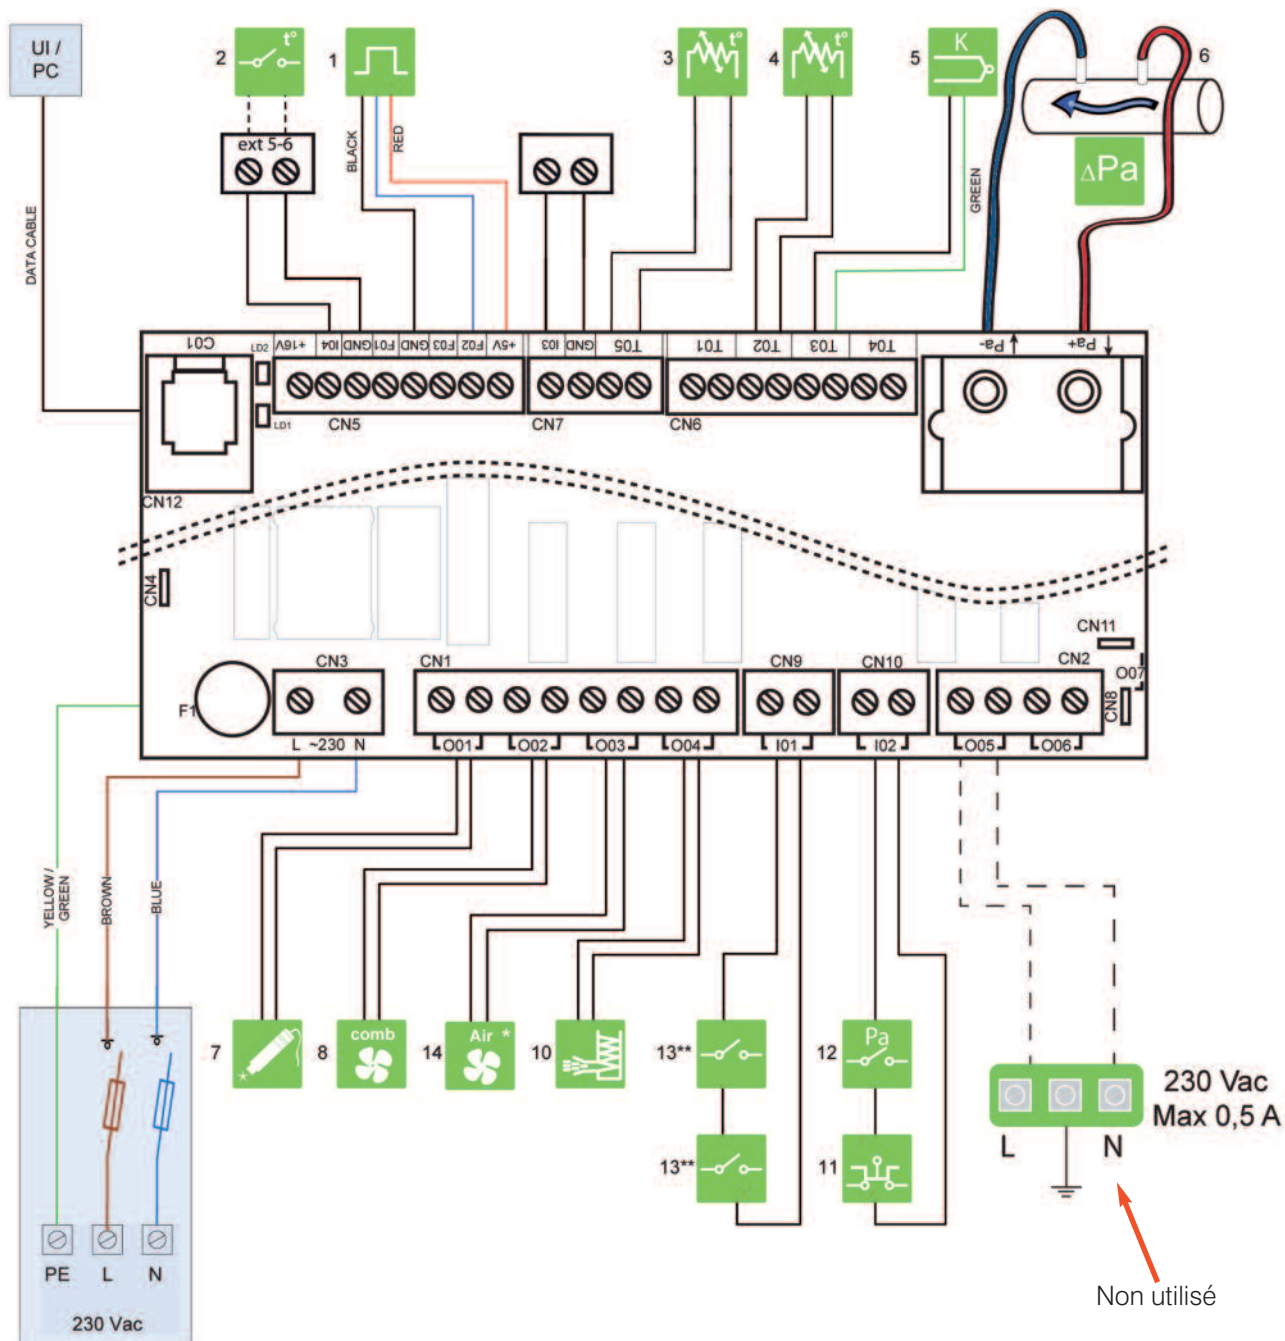 UI /
PC
2
t°
1
3
t°
4
t°
5
K
6
ext 5-6
BLACK
RED
GREEN
ΔPa
DATA CABLE
C01
LD2
+16V
I04
GND
F01
GND
F03
F02
+5V
I03
GND
T05
T01
T02
T03
T04
Pa-
Pa+
LD1
CN5
CN7
CN6
CN12
CN4
CN11
CN3
CN1
CN9
CN10
CN2
O07
CN8
F1
L ~230 N
O01
O02
O03
O04
I01
I02
O05
O06
YELLOW /
GREEN
BROWN
BLUE
7
8
comb
14
Air *
10
13**
12
Pa
13**
11
230 Vac
Max 0,5 A
L
N
PE
L
N
230 Vac
Non utilisé